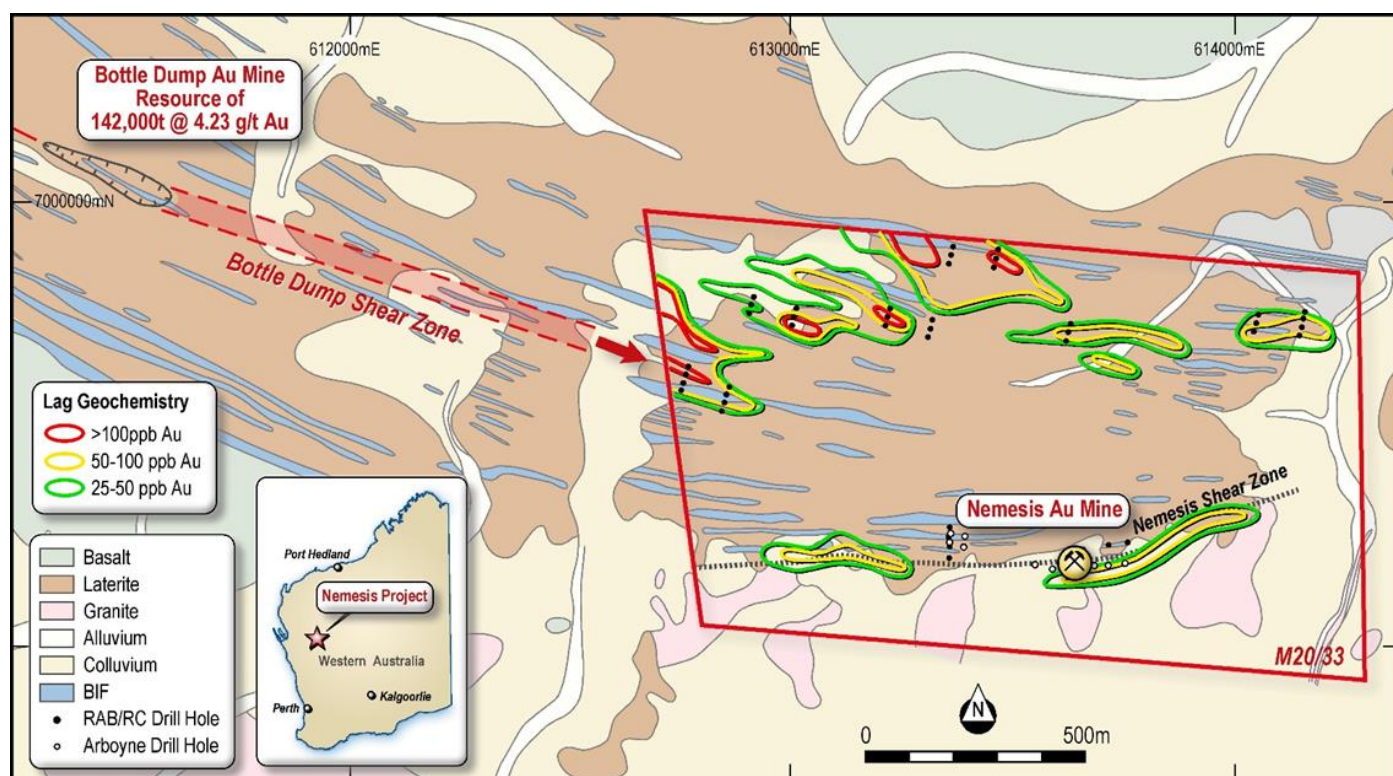 612000mE
613000mE
614000mE
Bottle Dump Au Mine
Resource of
142,000t @ 4.23 g/t Au
7000000mN
Bottle Dump Shear Zone
Lag Geochemistry
>100ppb Au
50-100 ppb Au
25-50 ppb Au
Basalt
Laterite
Granite
Alluvium
Colluvium
BIF
RAB/RC Drill Hole
Arboyne Drill Hole
Port Hedland
Nemesis Project
Western Australia
Kalgoorlie
Perth
Nemesis Au Mine
Nemesis Shear Zone
M20/33
N
0
500m